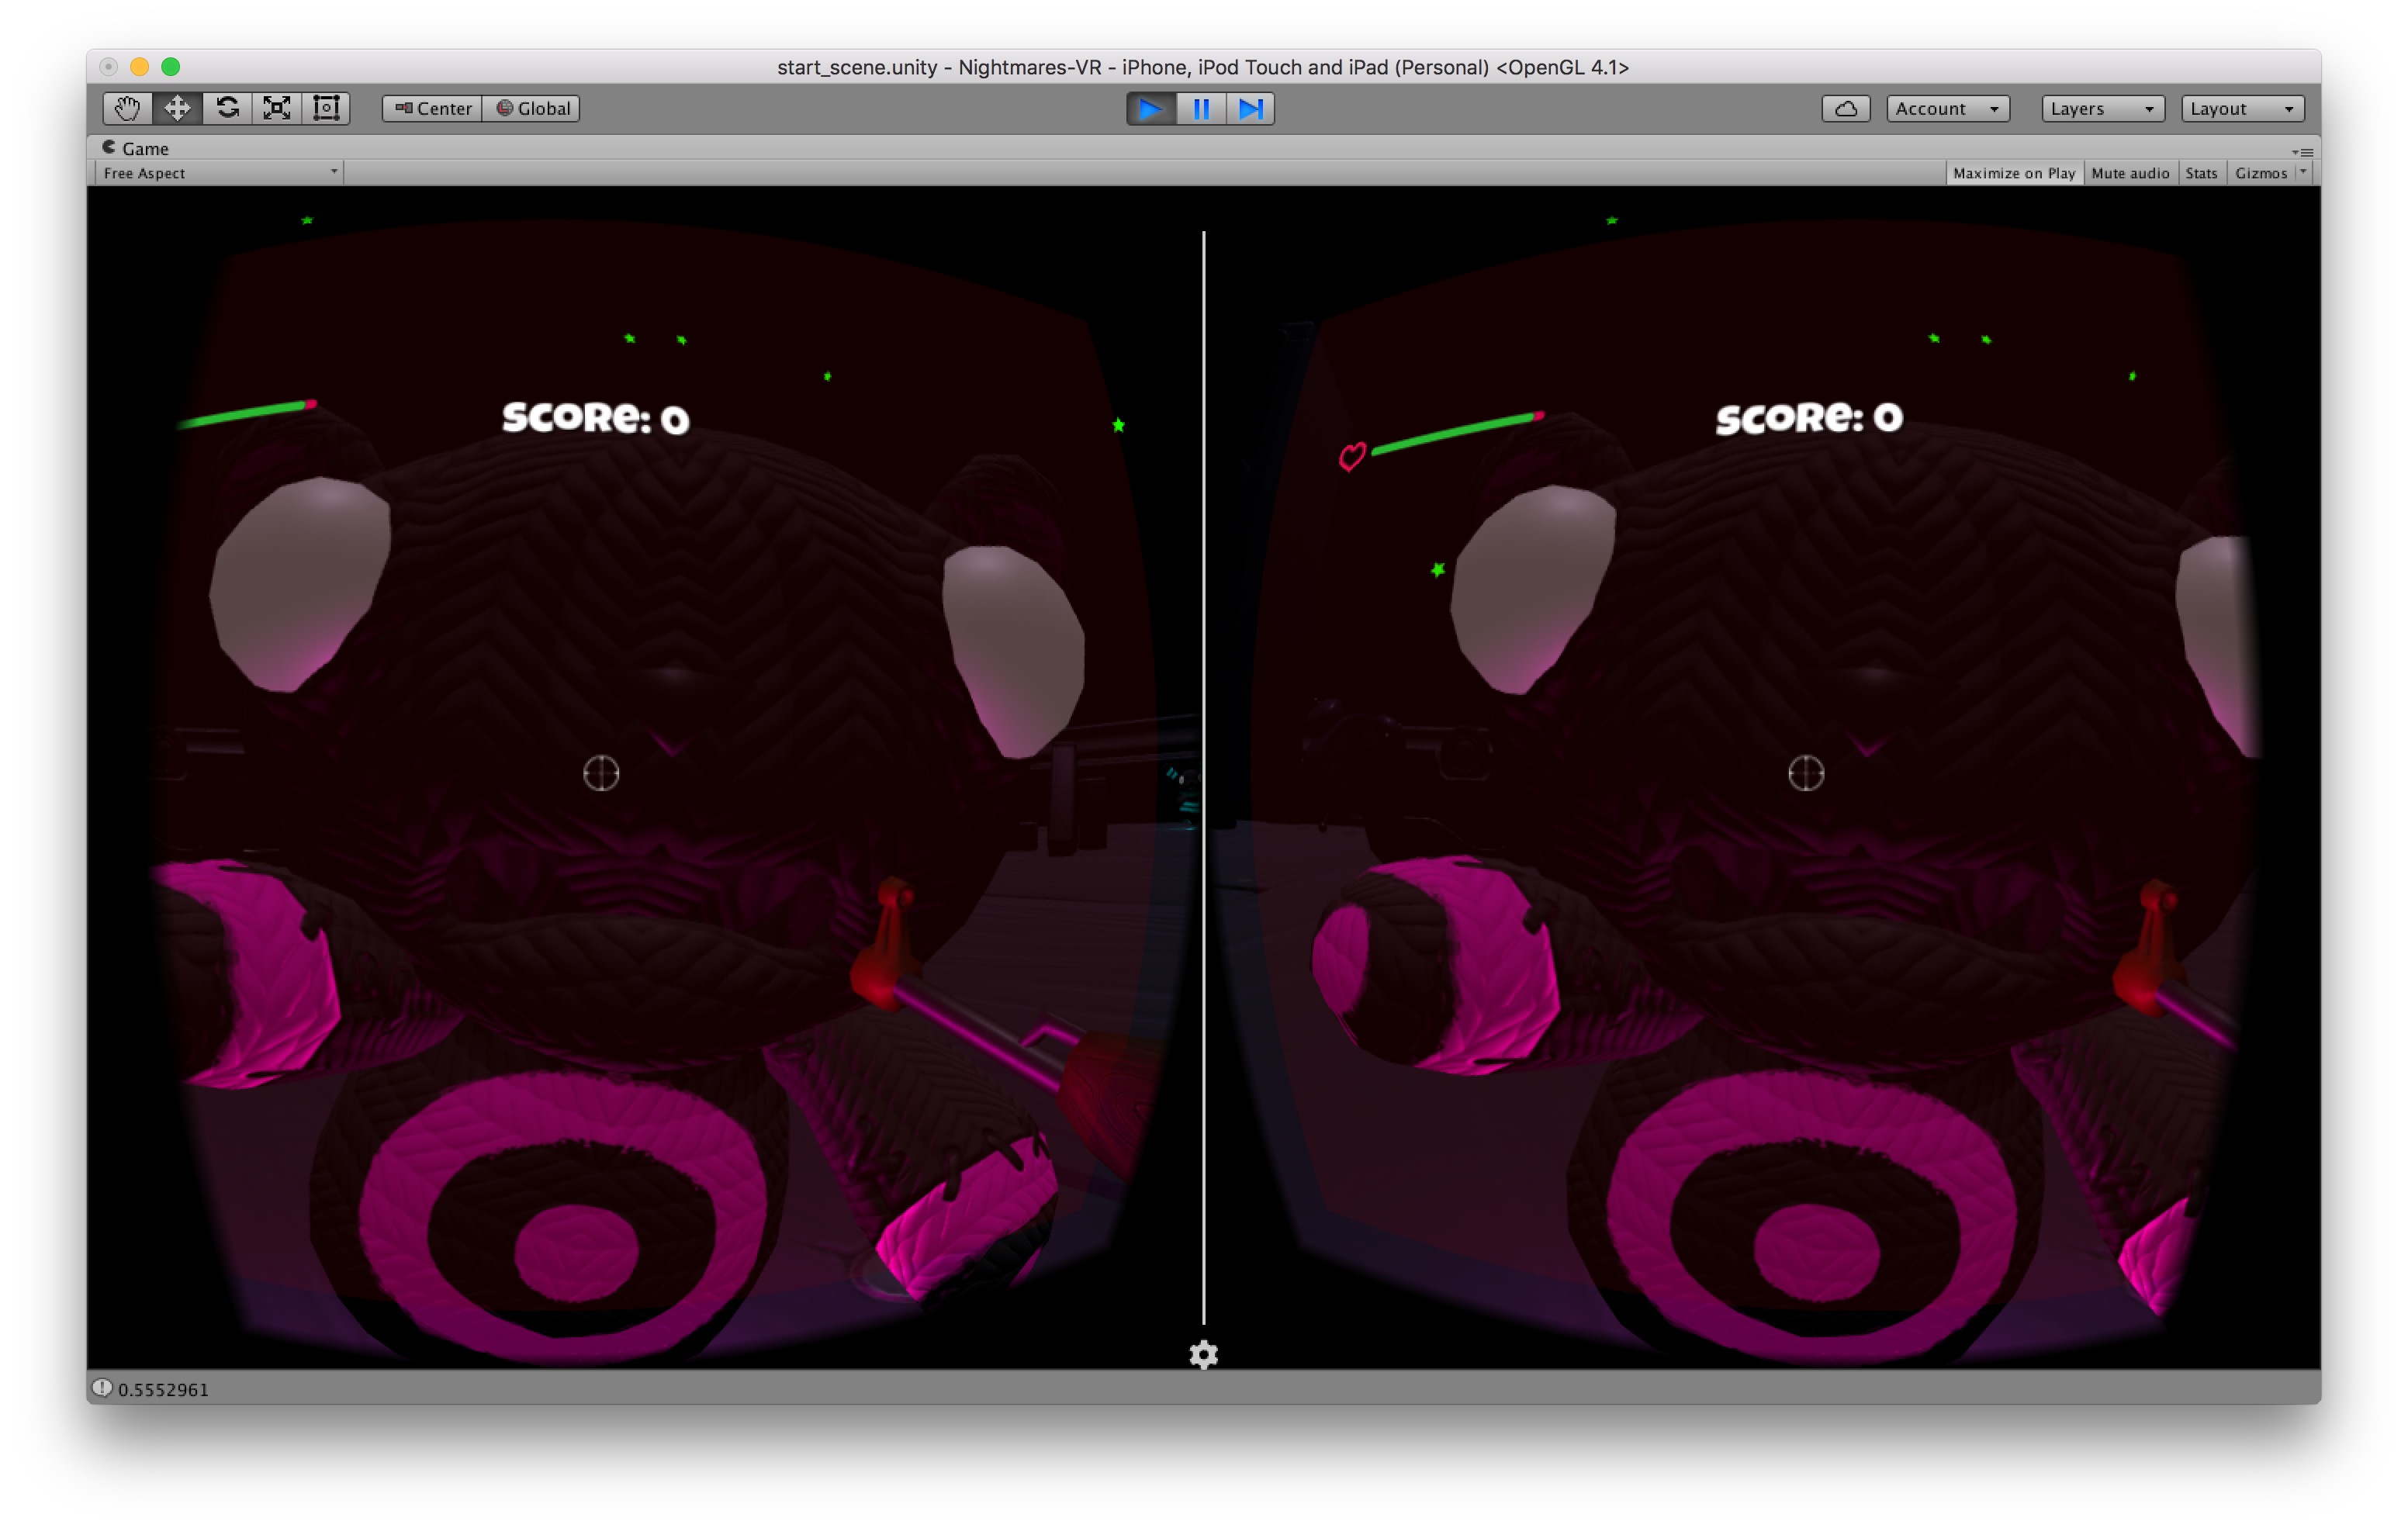 start_scene.unity - Nightmares-VR - iPhone, iPod Touch and iPad (Personal) <OpenGL 4.1>
Center Global Account Layers Layout
Game
Free Aspect Maximize on Play Mute audio Stats Gizmos
SCORe: 0 SCORe: 0
0.5552961